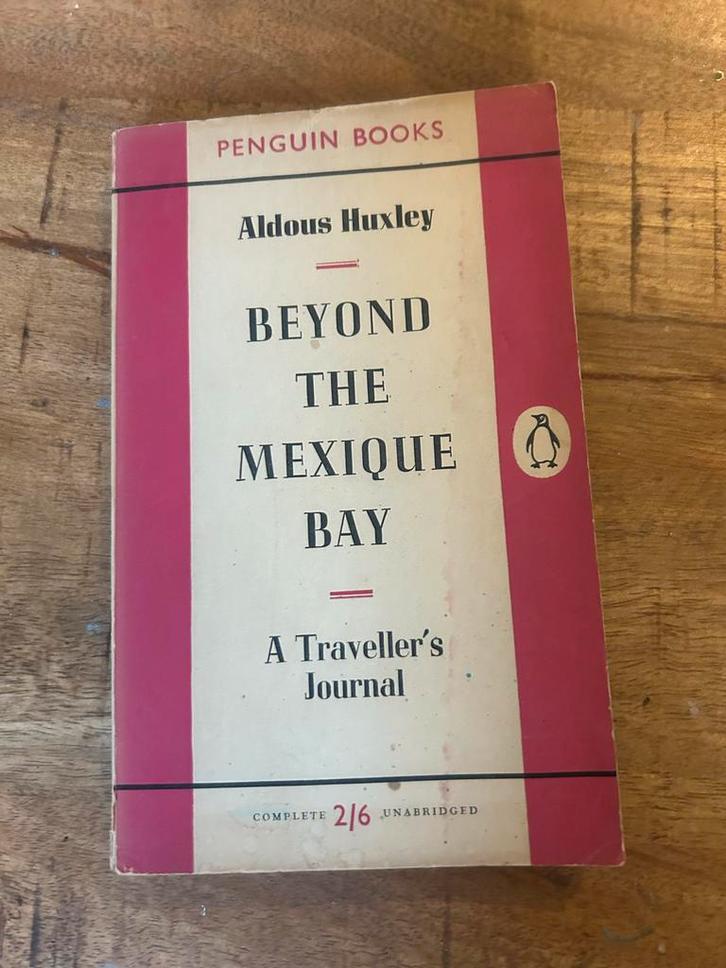 PENGUIN BOOKS
Aldous Huxley
BEYOND
THE
MEXIQUE
BAY
A Traveller's
Journal
COMPLETE 2/6 UNABRIDGED